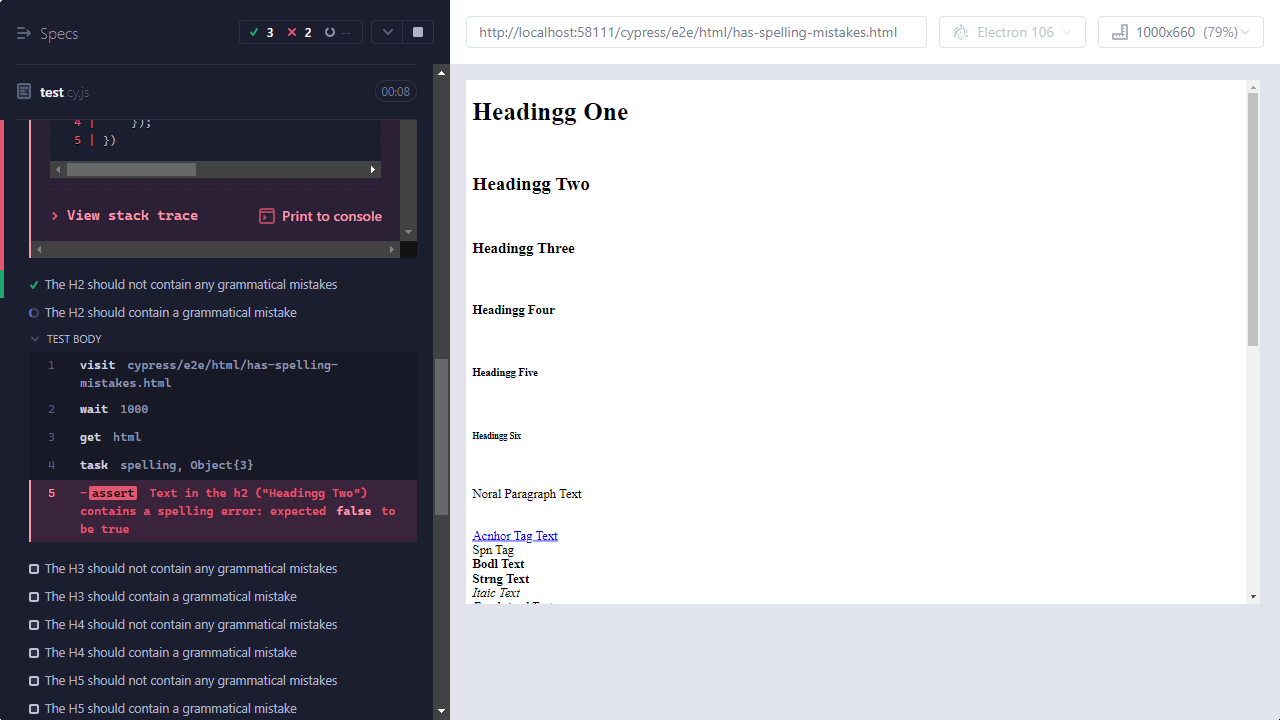 Specs
3
2
--
test.cy.js
00:08
4 | });
5 | })
View stack trace
Print to console
The H2 should not contain any grammatical mistakes
The H2 should contain a grammatical mistake
TEST BODY
1 visit cypress/e2e/html/has-spelling-
mistakes.html
2 wait 1000
3 get html
4 task spelling, Object{3}
5 -assert Text in the h2 ("Headingg Two")
contains a spelling error: expected false to
be true
The H3 should not contain any grammatical mistakes
The H3 should contain a grammatical mistake
The H4 should not contain any grammatical mistakes
The H4 should contain a grammatical mistake
The H5 should not contain any grammatical mistakes
The H5 should contain a grammatical mistake
http://localhost:58111/cypress/e2e/html/has-spelling-mistakes.html
Electron 106
1000x660 (79%)
Headingg One
Headingg Two
Headingg Three
Headingg Four
Headingg Five
Headingg Six
Noral Paragraph Text
Acnhor Tag Text
Spn Tag
Bodl Text
Strng Text
Itaic Text